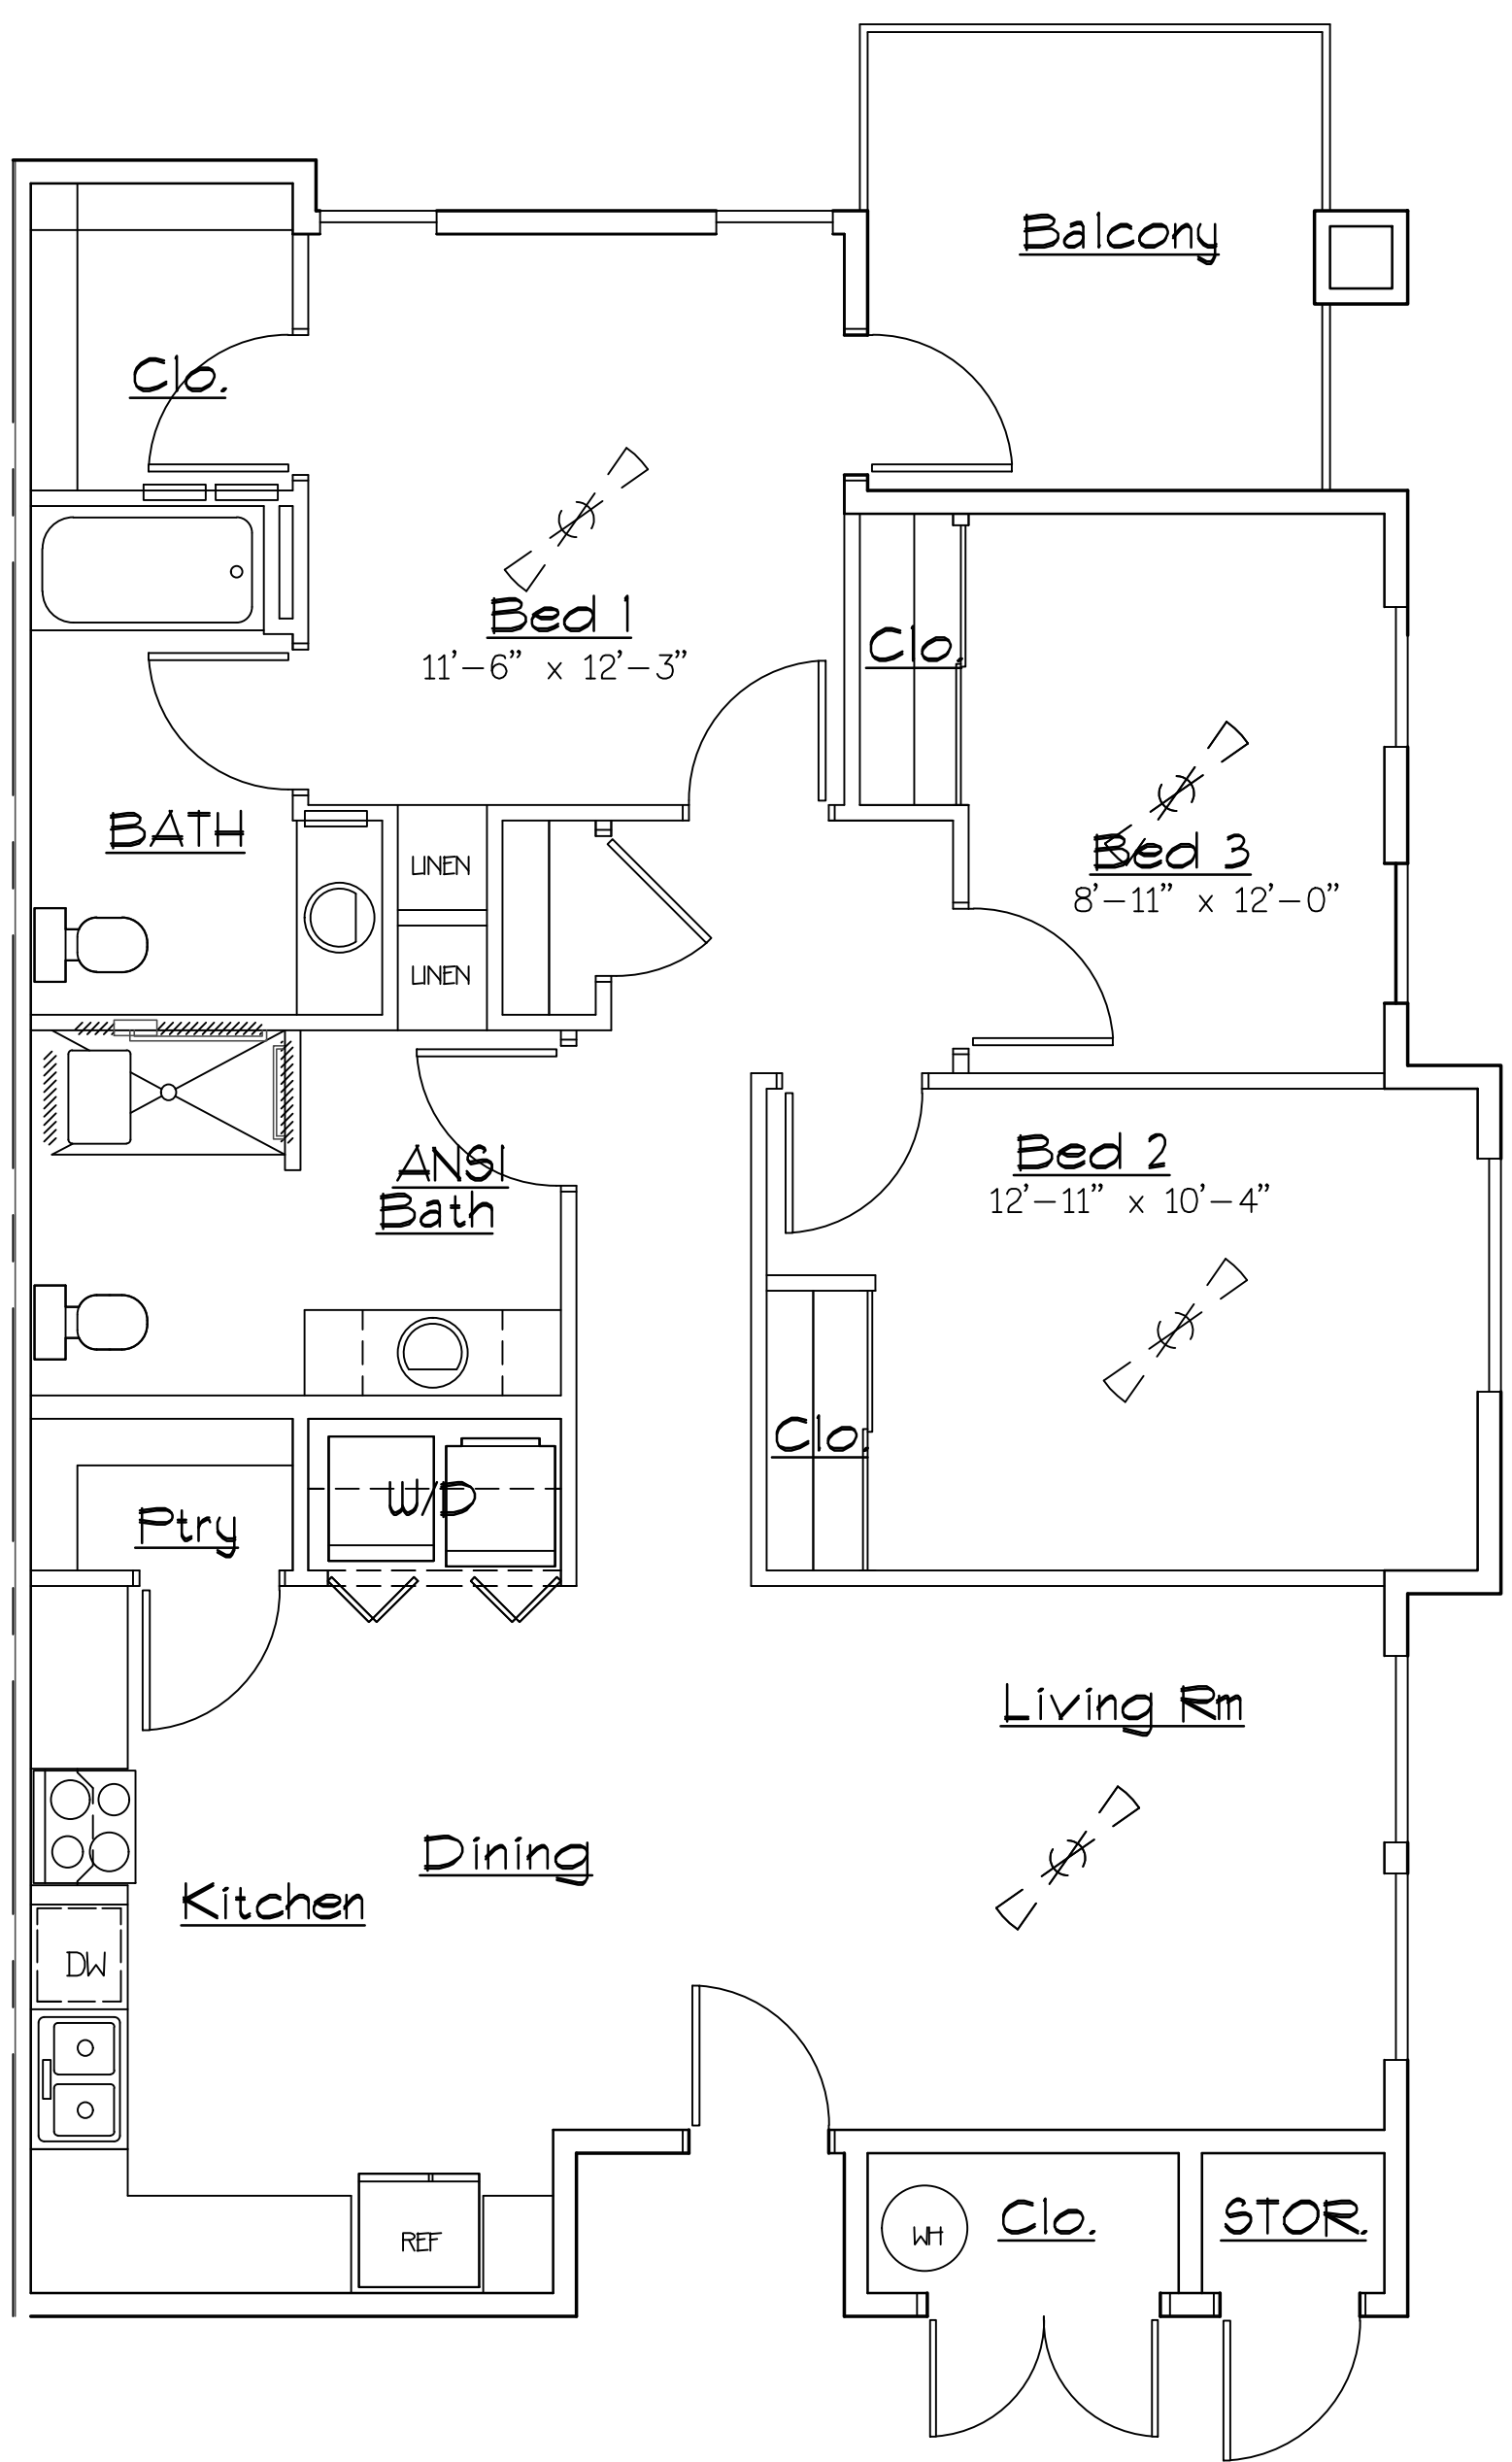 Balcony
Clo.
Bed 1
11'-6" x 12'-3"
Clo.
BATH
LINEN
LINEN
Bed 3
8'-11" x 12'-0"
ANSI
Bath
Bed 2
12'-11" x 10'-4"
Clo.
W/D
Ptry
Living Rm
Dining
Kitchen
DW
REF
WH
Clo.
STOR.